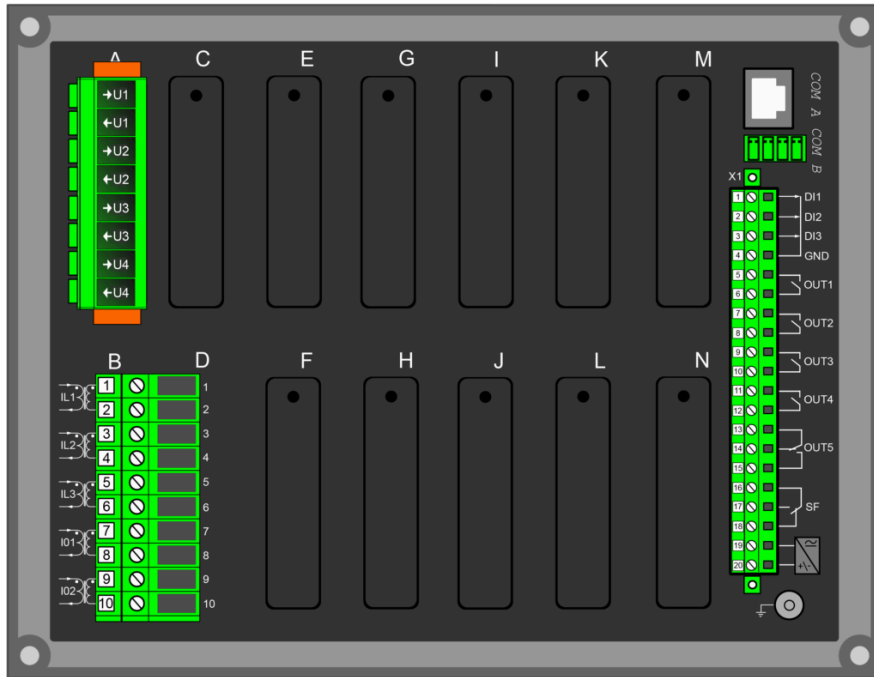 A C E G I K M
→U1
←U1
→U2
←U2
→U3
←U3
→U4
←U4
COM A
COM B
X1
1 DI1
2 DI2
3 DI3
4 GND
5
6
OUT1
7
8
OUT2
9
10
OUT3
11
12
OUT4
13
14
15
OUT5
16
17
18
SF
19 ~
20 +/-
B D F H J L N
IL1
1 1
2 2
IL2
3 3
4 4
IL3
5 5
6 6
I01
7 7
8 8
I02
9 9
10 10